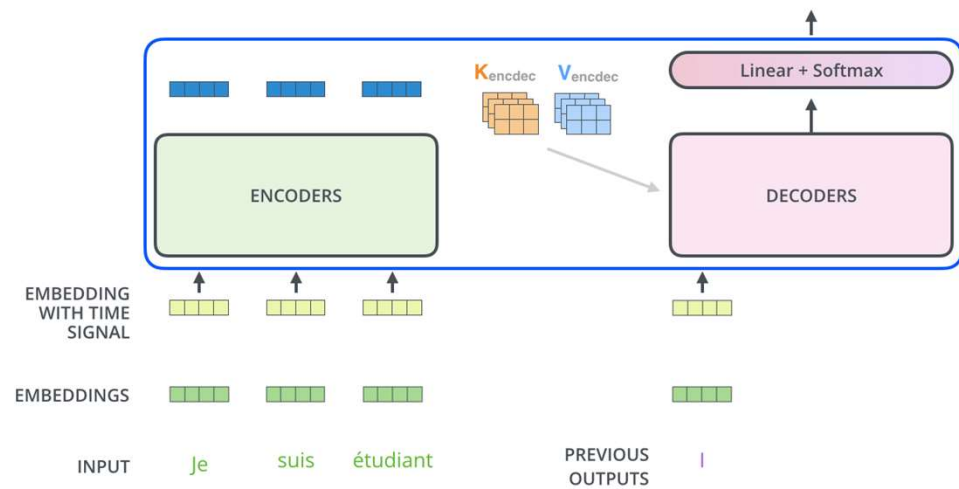 Kencdec Vencdec
Linear + Softmax
ENCODERS
DECODERS
EMBEDDING
WITH TIME
SIGNAL
EMBEDDINGS
INPUT
Je suis étudiant
PREVIOUS
OUTPUTS
I